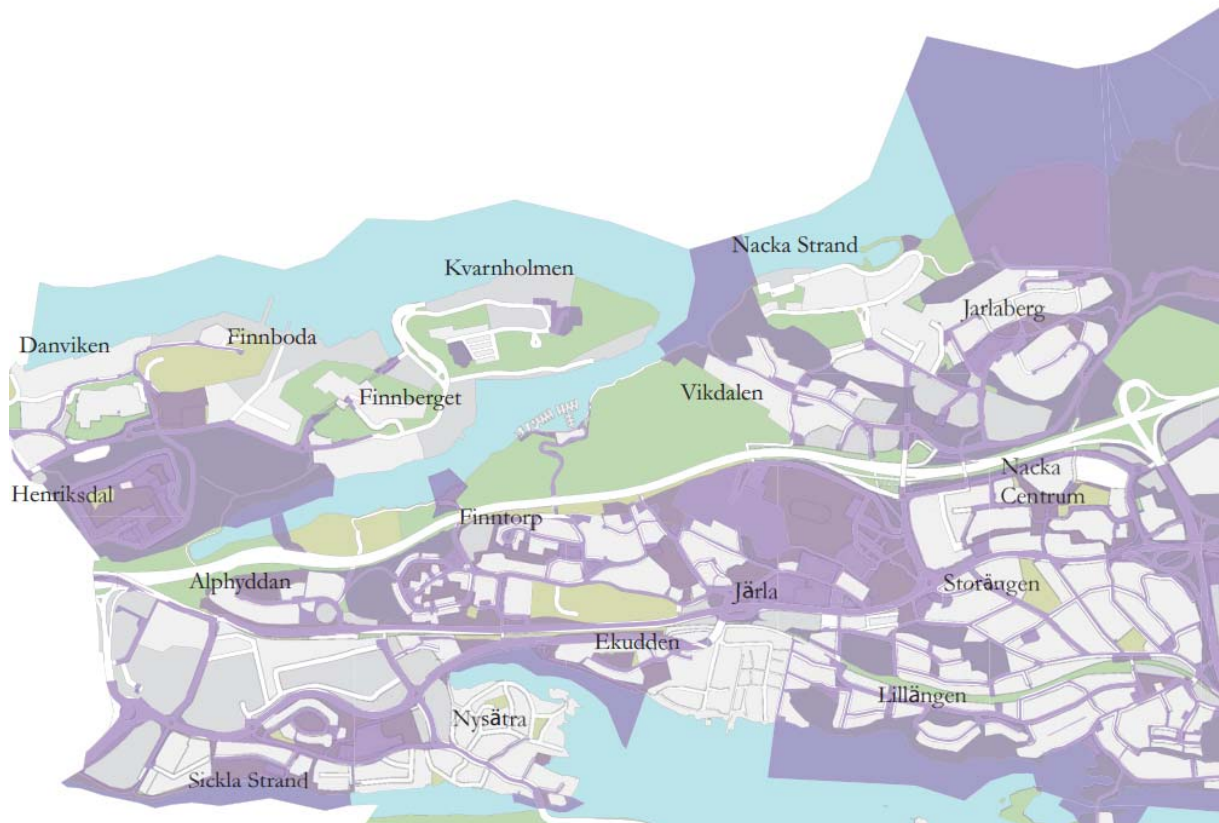 Nacka Strand
Kvarnholmen
Jarlaberg
Finnboda
Danviken
Vikdalen
Finnberget
Nacka
Centrum
Henriksdal
Finntorp
Alphyddan
Storängen
Järla
Ekudden
Lillängen
Nysätra
Sickla Strand